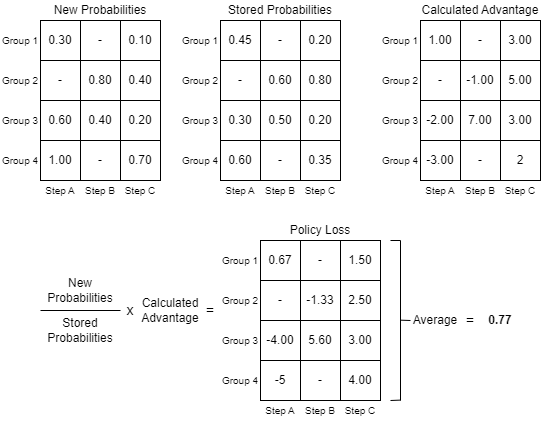 New Probabilities
Group 1 0.30 - 0.10
Group 2 - 0.80 0.40
Group 3 0.60 0.40 0.20
Group 4 1.00 - 0.70
Step A Step B Step C
Stored Probabilities
Group 1 0.45 - 0.20
Group 2 - 0.60 0.80
Group 3 0.30 0.50 0.20
Group 4 0.60 - 0.35
Step A Step B Step C
Calculated Advantage
Group 1 1.00 - 3.00
Group 2 - -1.00 5.00
Group 3 -2.00 7.00 3.00
Group 4 -3.00 - 2
Step A Step B Step C
New
Probabilities
Stored
Probabilities
x
Calculated
Advantage
=
Policy Loss
Group 1 0.67 - 1.50
Group 2 - -1.33 2.50
Group 3 -4.00 5.60 3.00
Group 4 -5 - 4.00
Step A Step B Step C
Average = 0.77